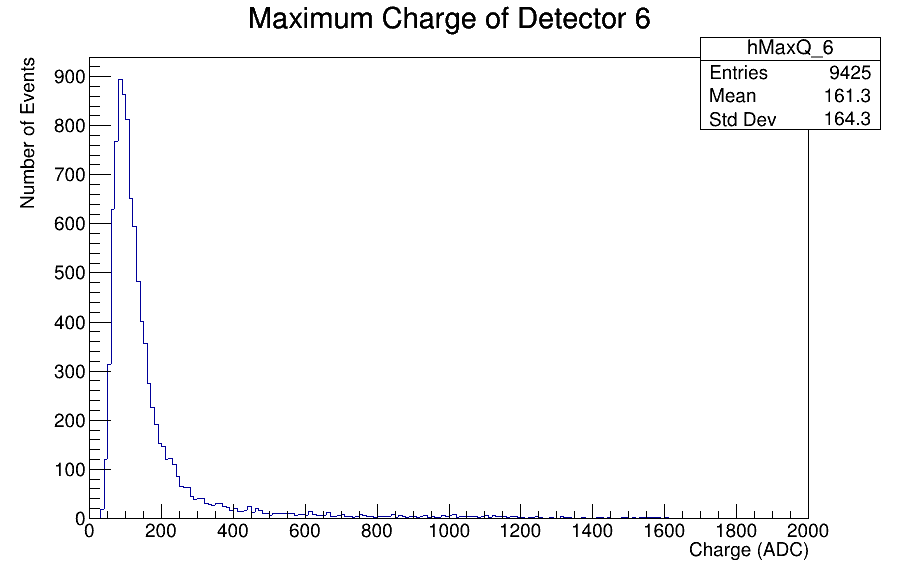 Maximum Charge of Detector 6
hMaxQ_6
Entries 9425
Mean 161.3
Std Dev 164.3
Number of Events
900
800
700
600
500
400
300
200
100
0
0 200 400 600 800 1000 1200 1400 1600 1800 2000
Charge (ADC)